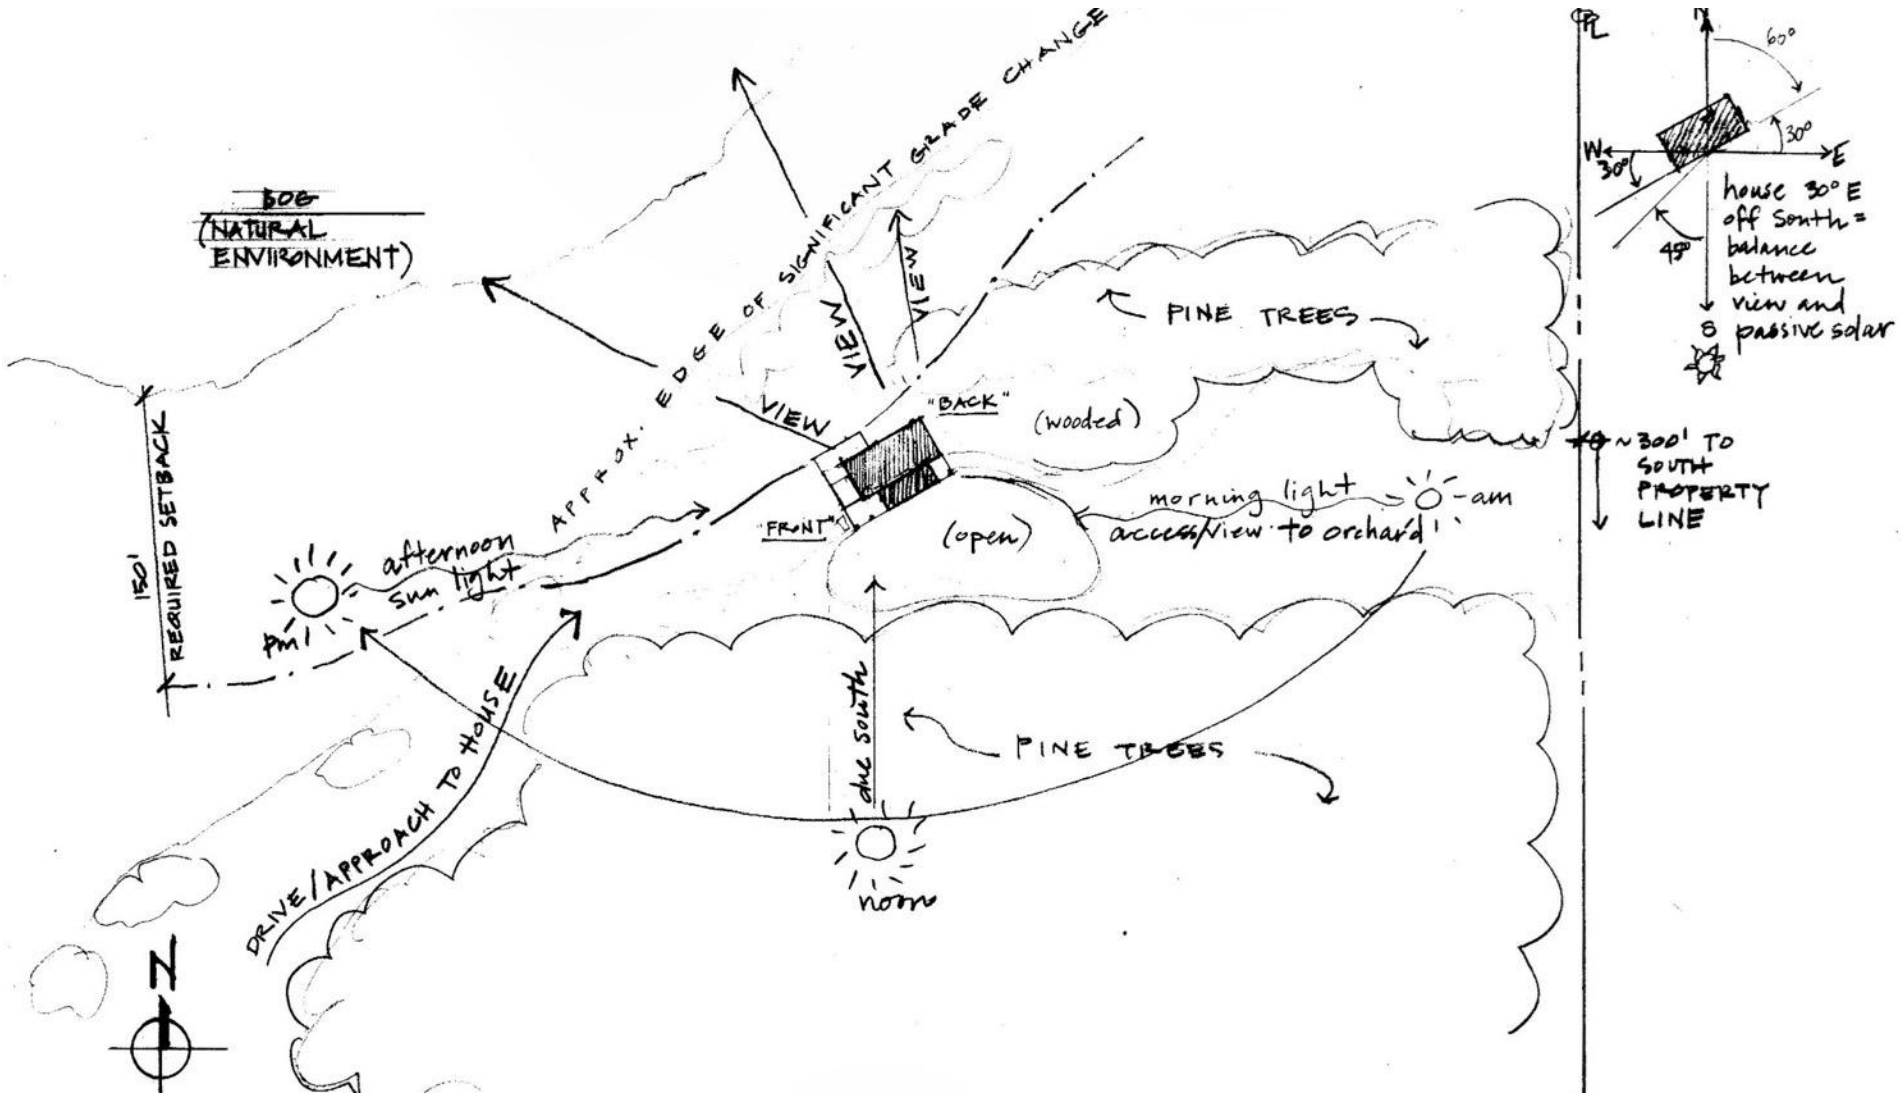 BOG
(NATURAL
ENVIRONMENT)
150'
REQUIRED SETBACK
APPROX. EDGE OF SIGNIFICANT GRADE CHANGE
VIEW
VIEW
VIEW
"BACK"
"FRONT"
(wooded)
(open)
PINE TREES
morning light
access/view to orchard
am
afternoon
sun light
pm
DRIVE/APPROACH TO HOUSE
due south
PINE TREES
noon
N
PL
N
60°
30°
W
E
30°
45°
S
house 30° E
off South =
balance
between
view and
passive solar
~300' TO
SOUTH
PROPERTY
LINE